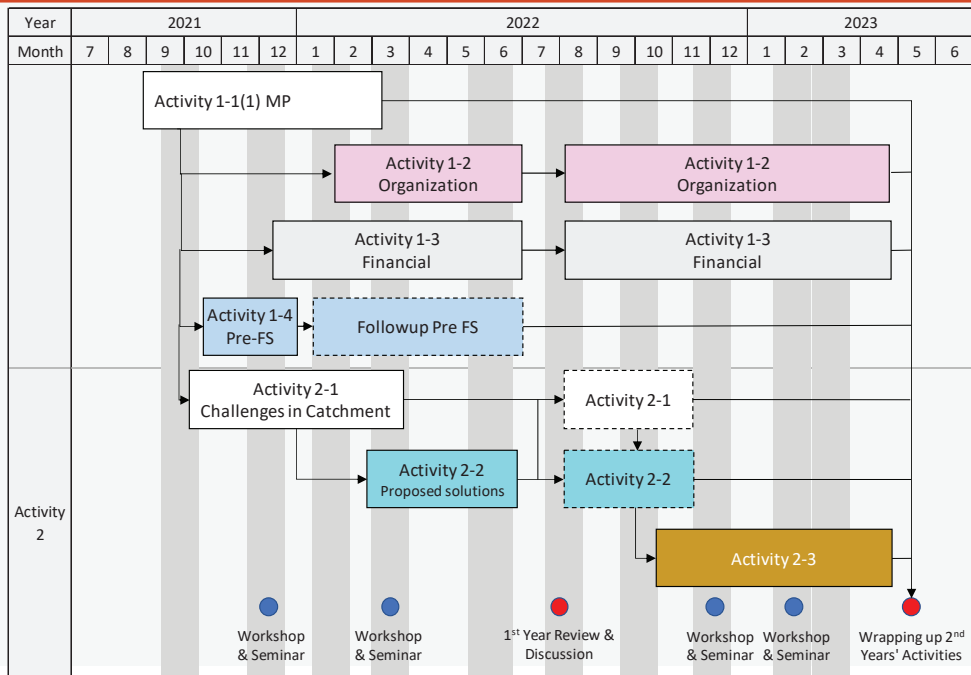 Year 2021 2022 2023
Month 7 8 9 10 11 12 1 2 3 4 5 6 7 8 9 10 11 12 1 2 3 4 5 6
Activity 1-1(1) MP
Activity 1-2
Organization
Activity 1-2
Organization
Activity 1-3
Financial
Activity 1-3
Financial
Activity 1-4
Pre-FS
Followup Pre FS
Activity 2-1
Challenges in Catchment
Activity 2-1
Activity 2-2
Proposed solutions
Activity 2-2
Activity
2
Activity 2-3
Workshop
& Seminar
Workshop
& Seminar
1st Year Review &
Discussion
Workshop
& Seminar
Workshop
& Seminar
Wrapping up 2nd
Years' Activities